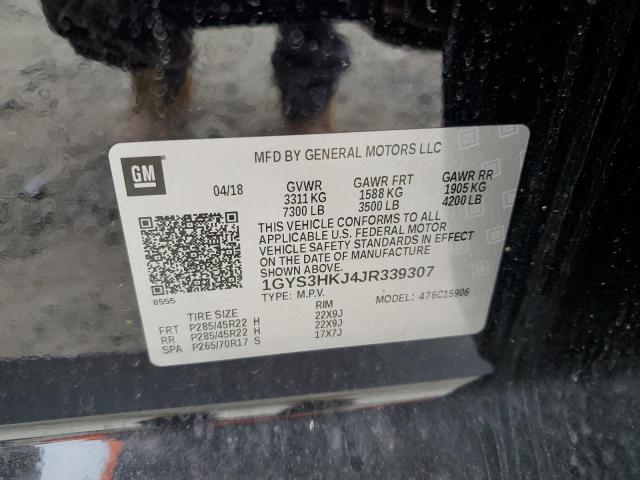 MFD BY GENERAL MOTORS LLC
GM
04/18
GVWR GAWR FRT GAWR RR
3311 KG 1588 KG 1905 KG
7300 LB 3500 LB 4200 LB
THIS VEHICLE CONFORMS TO ALL
APPLICABLE U.S. FEDERAL MOTOR
VEHICLE SAFETY STANDARDS IN EFFECT
ON THE DATE OF MANUFACTURE
SHOWN ABOVE.
8555
1GYS3HKJ4JR339307
TYPE: M.P.V. MODEL: 476C15906
TIRE SIZE RIM
FRT P285/45R22 H 22X9J
RR P285/45R22 H 22X9J
SPA P265/70R17 S 17X7J